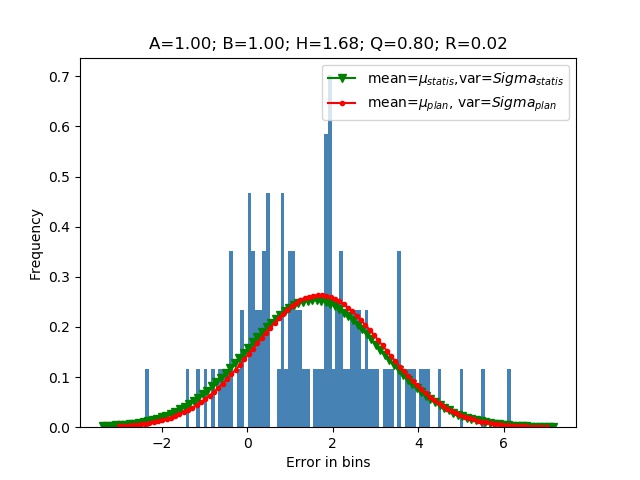 A=1.00; B=1.00; H=1.68; Q=0.80; R=0.02
mean=μstatis,var=Sigmastatis
mean=μplan, var=Sigmaplan
0.7
0.6
0.5
0.4
0.3
0.2
0.1
0.0
Frequency
−2 0 2 4 6
Error in bins